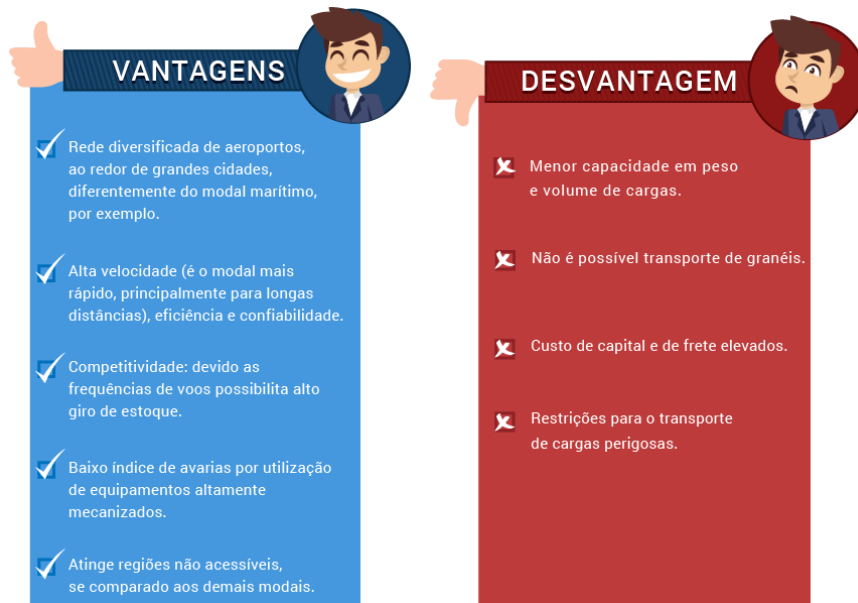 VANTAGENS
Rede diversificada de aeroportos,
ao redor de grandes cidades,
diferentemente do modal marítimo,
por exemplo.
Alta velocidade (é o modal mais
rápido, principalmente para longas
distâncias), eficiência e confiabilidade.
Competitividade: devido as
frequências de voos possibilita alto
giro de estoque.
Baixo índice de avarias por utilização
de equipamentos altamente
mecanizados.
Atinge regiões não acessíveis,
se comparado aos demais modais.
DESVANTAGEM
Menor capacidade em peso
e volume de cargas.
Não é possível transporte de granéis.
Custo de capital e de frete elevados.
Restrições para o transporte
de cargas perigosas.